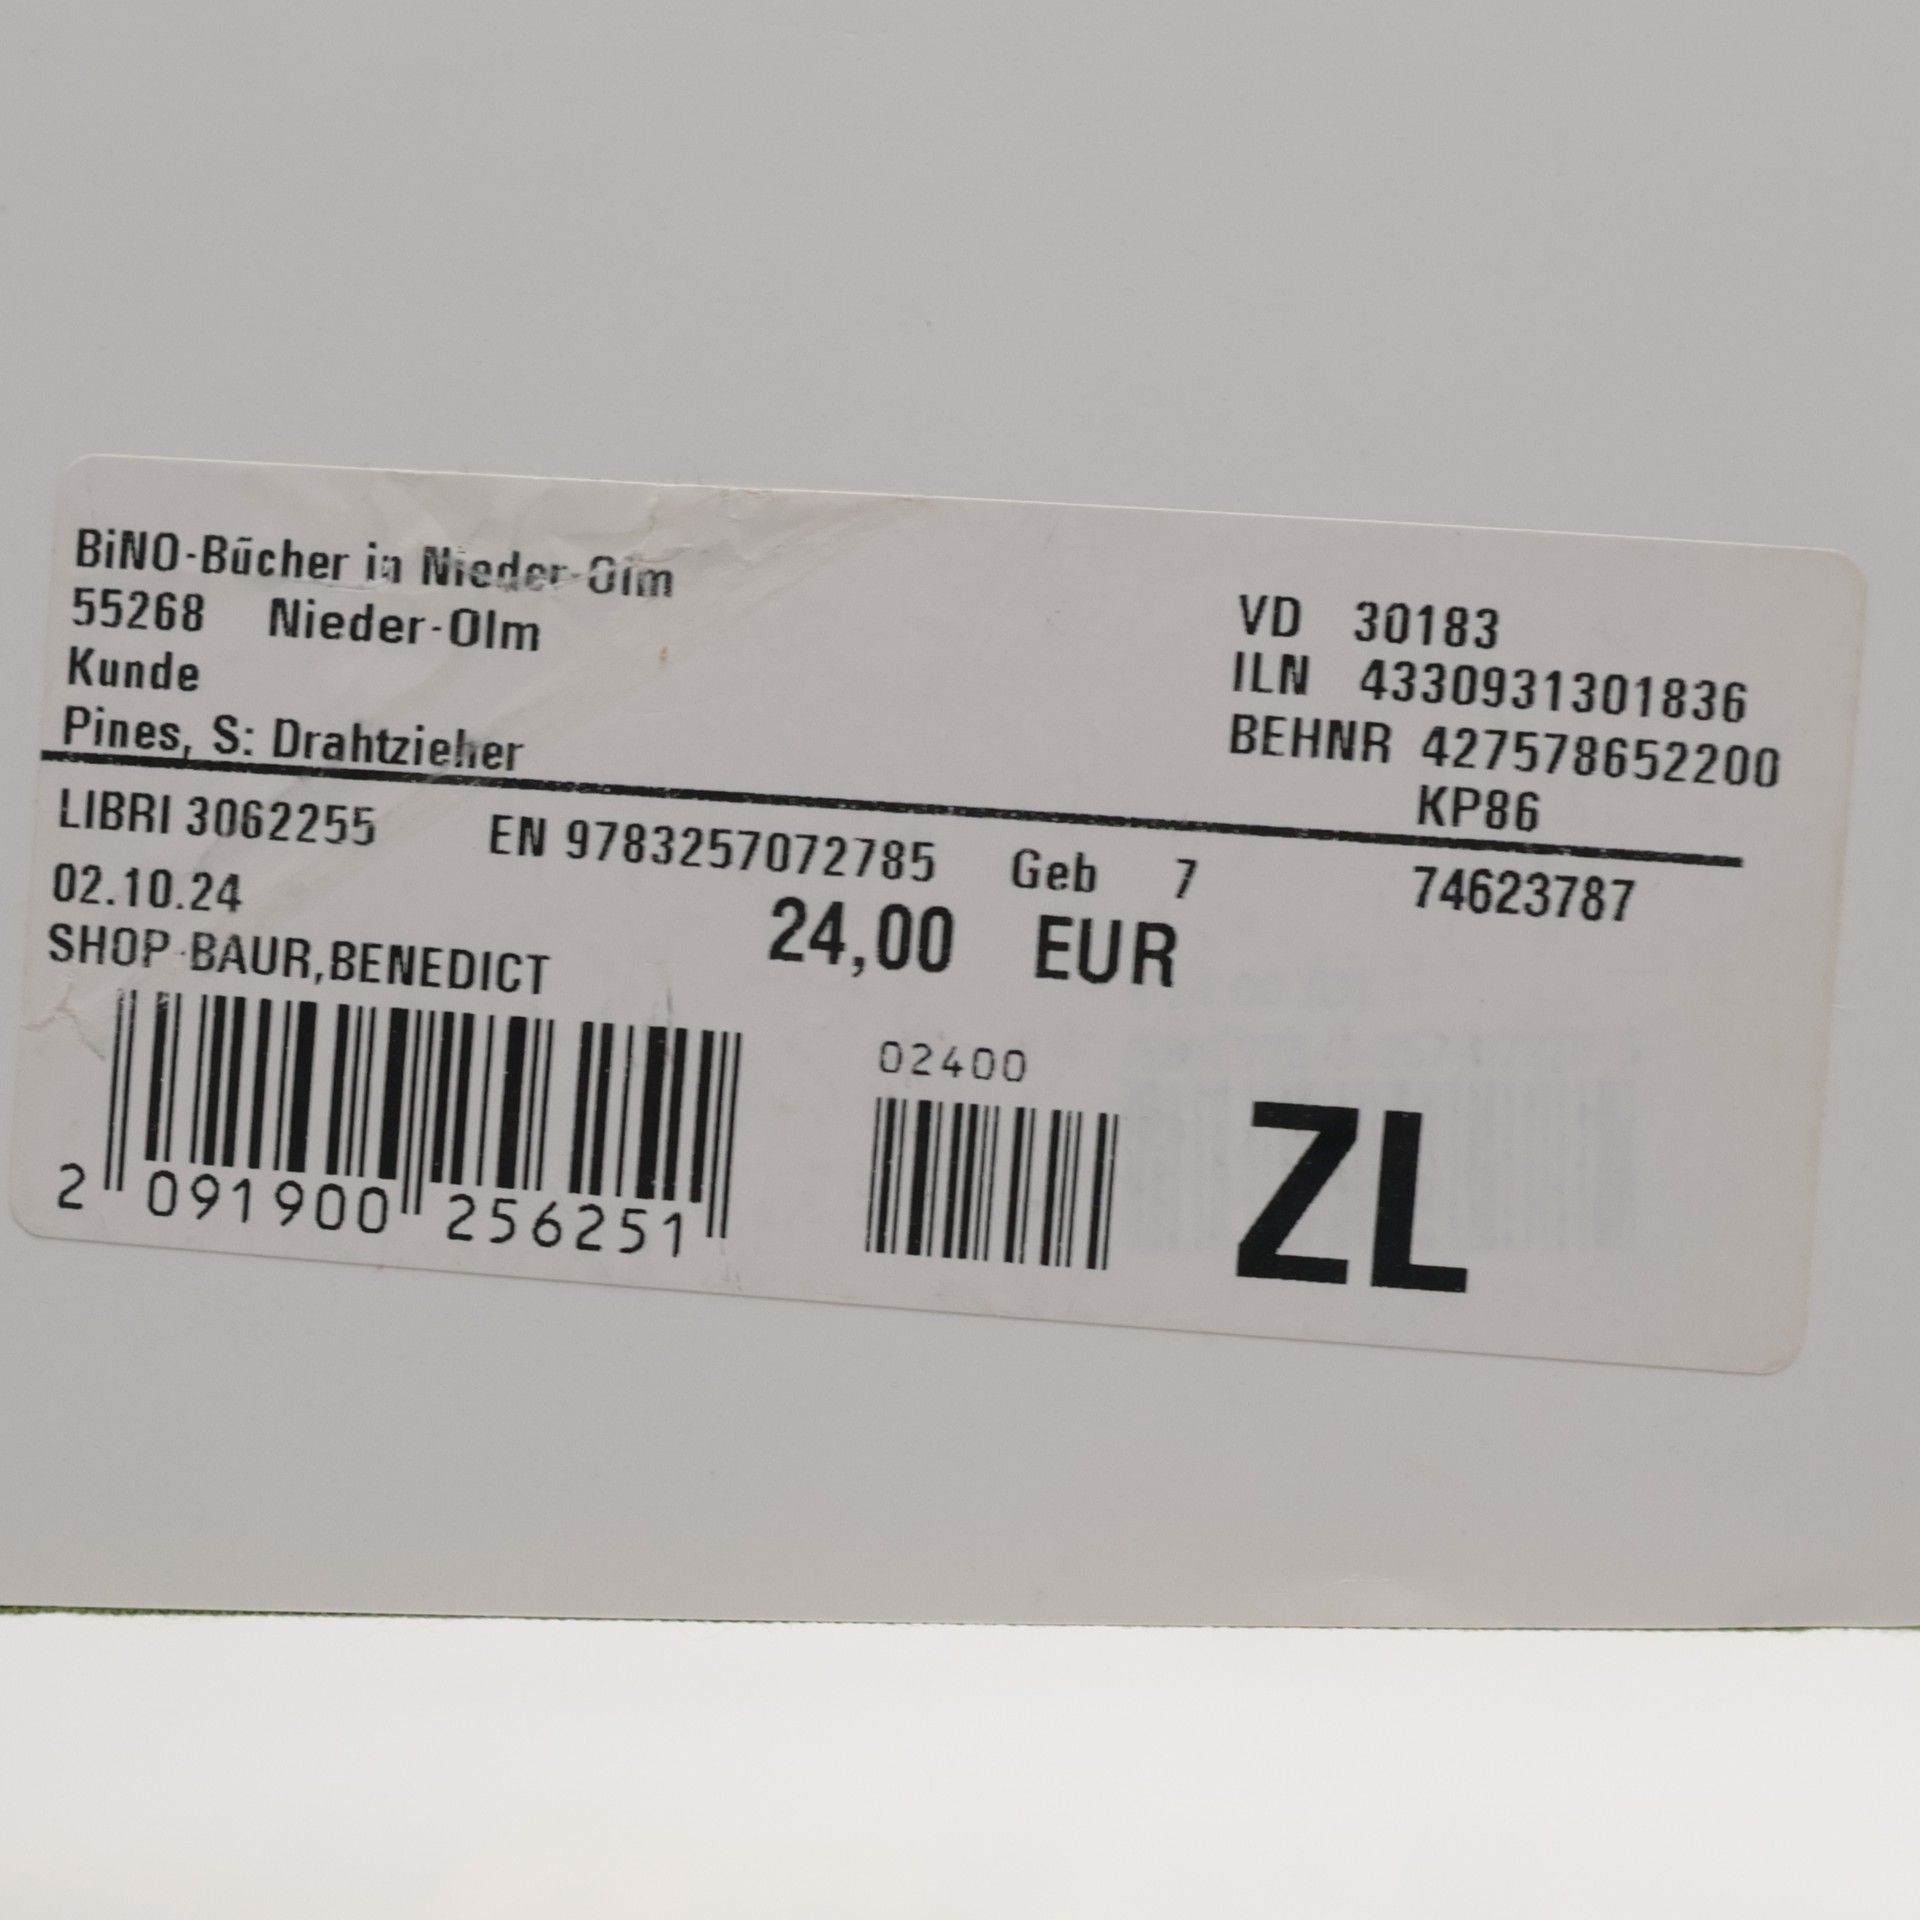 BiNO-Bücher in Nieder-Olm
55268 Nieder-Olm
Kunde
Pines, S: Drahtzieher
VD 30183
ILN 4330931301836
BEHNR 427578652200
KP86
LIBRI 3062255 EN 9783257072785 Geb 7 74623787
02.10.24 24,00 EUR
SHOP-BAUR,BENEDICT
02400
2 091900 256251
ZL